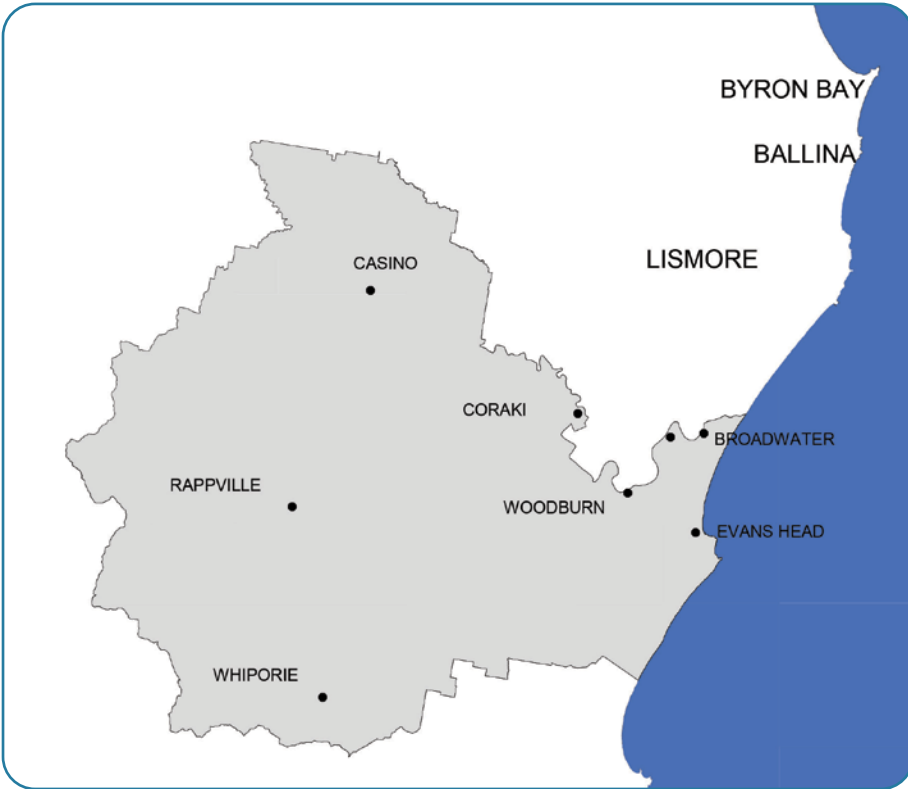 BYRON BAY
BALLINA
LISMORE
CASINO
CORAKI
BROADWATER
RAPPVILLE
WOODBURN
EVANS HEAD
WHIPORIE